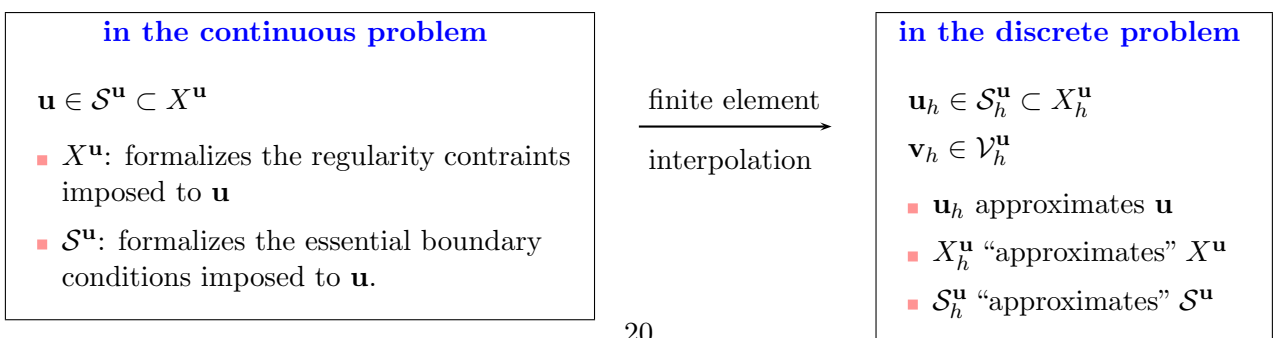 in the continuous problem
𝐮 ∈ 𝒮^𝐮 ⊂ X^𝐮
▪ X^𝐮: formalizes the regularity contraints
imposed to 𝐮
▪ 𝒮^𝐮: formalizes the essential boundary
conditions imposed to 𝐮.
finite element
interpolation
in the discrete problem
𝐮_h ∈ 𝒮_h^𝐮 ⊂ X_h^𝐮
𝐯_h ∈ 𝒱_h^𝐮
▪ 𝐮_h approximates 𝐮
▪ X_h^𝐮 “approximates” X^𝐮
▪ 𝒮_h^𝐮 “approximates” 𝒮^𝐮
20